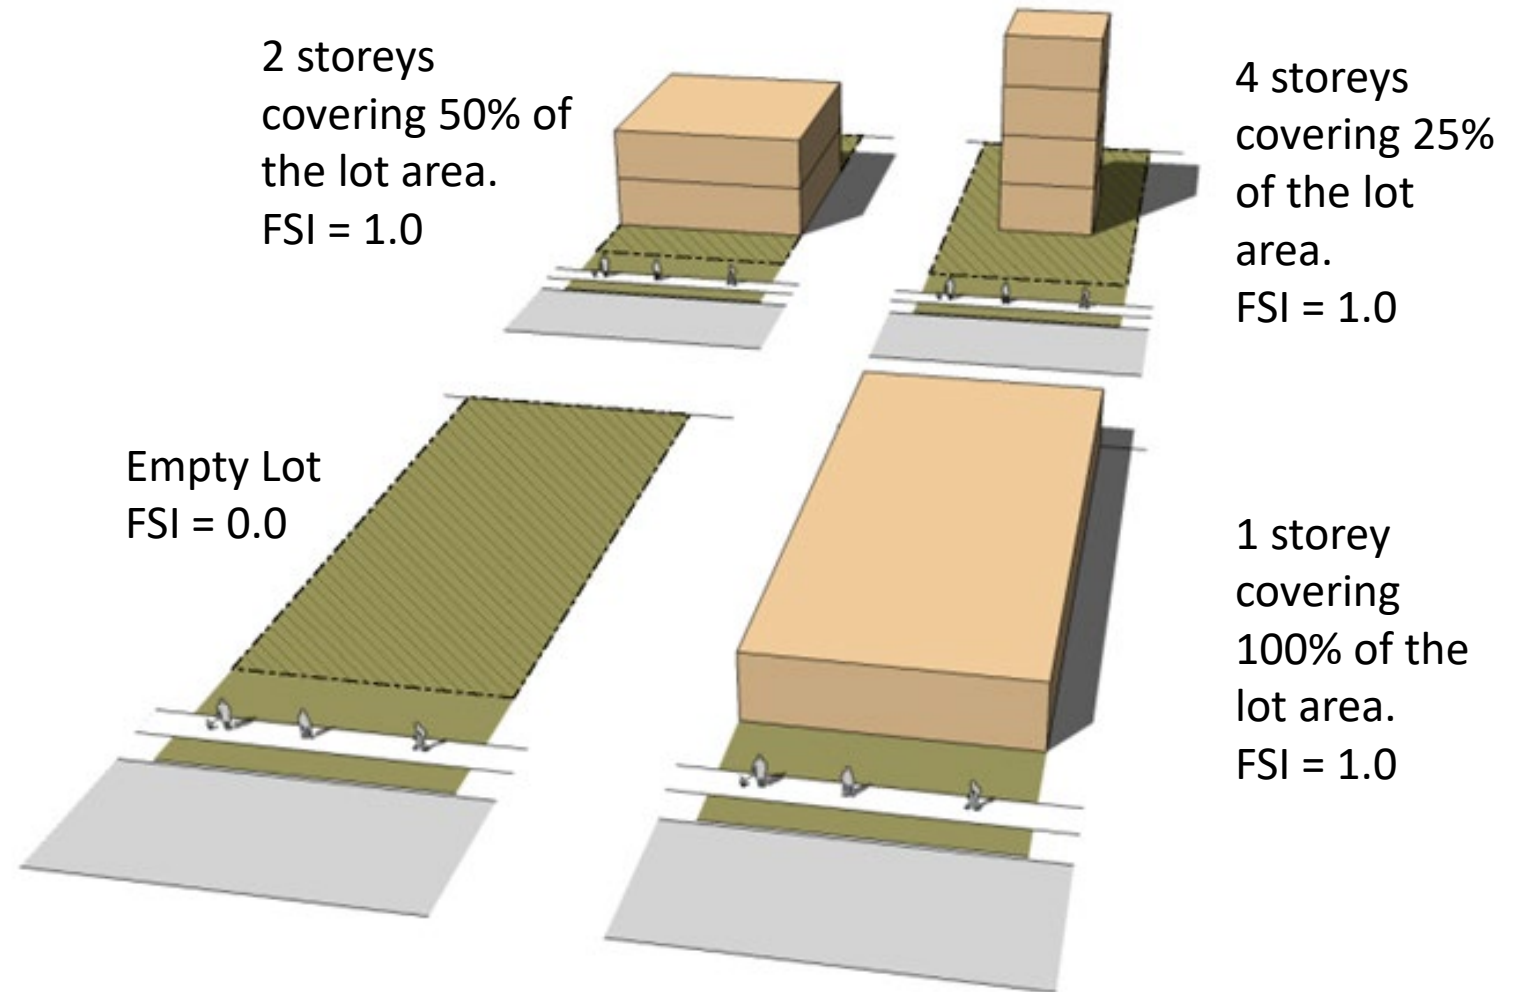 2 storeys
covering 50% of
the lot area.
FSI = 1.0
4 storeys
covering 25%
of the lot
area.
FSI = 1.0
Empty Lot
FSI = 0.0
1 storey
covering
100% of the
lot area.
FSI = 1.0